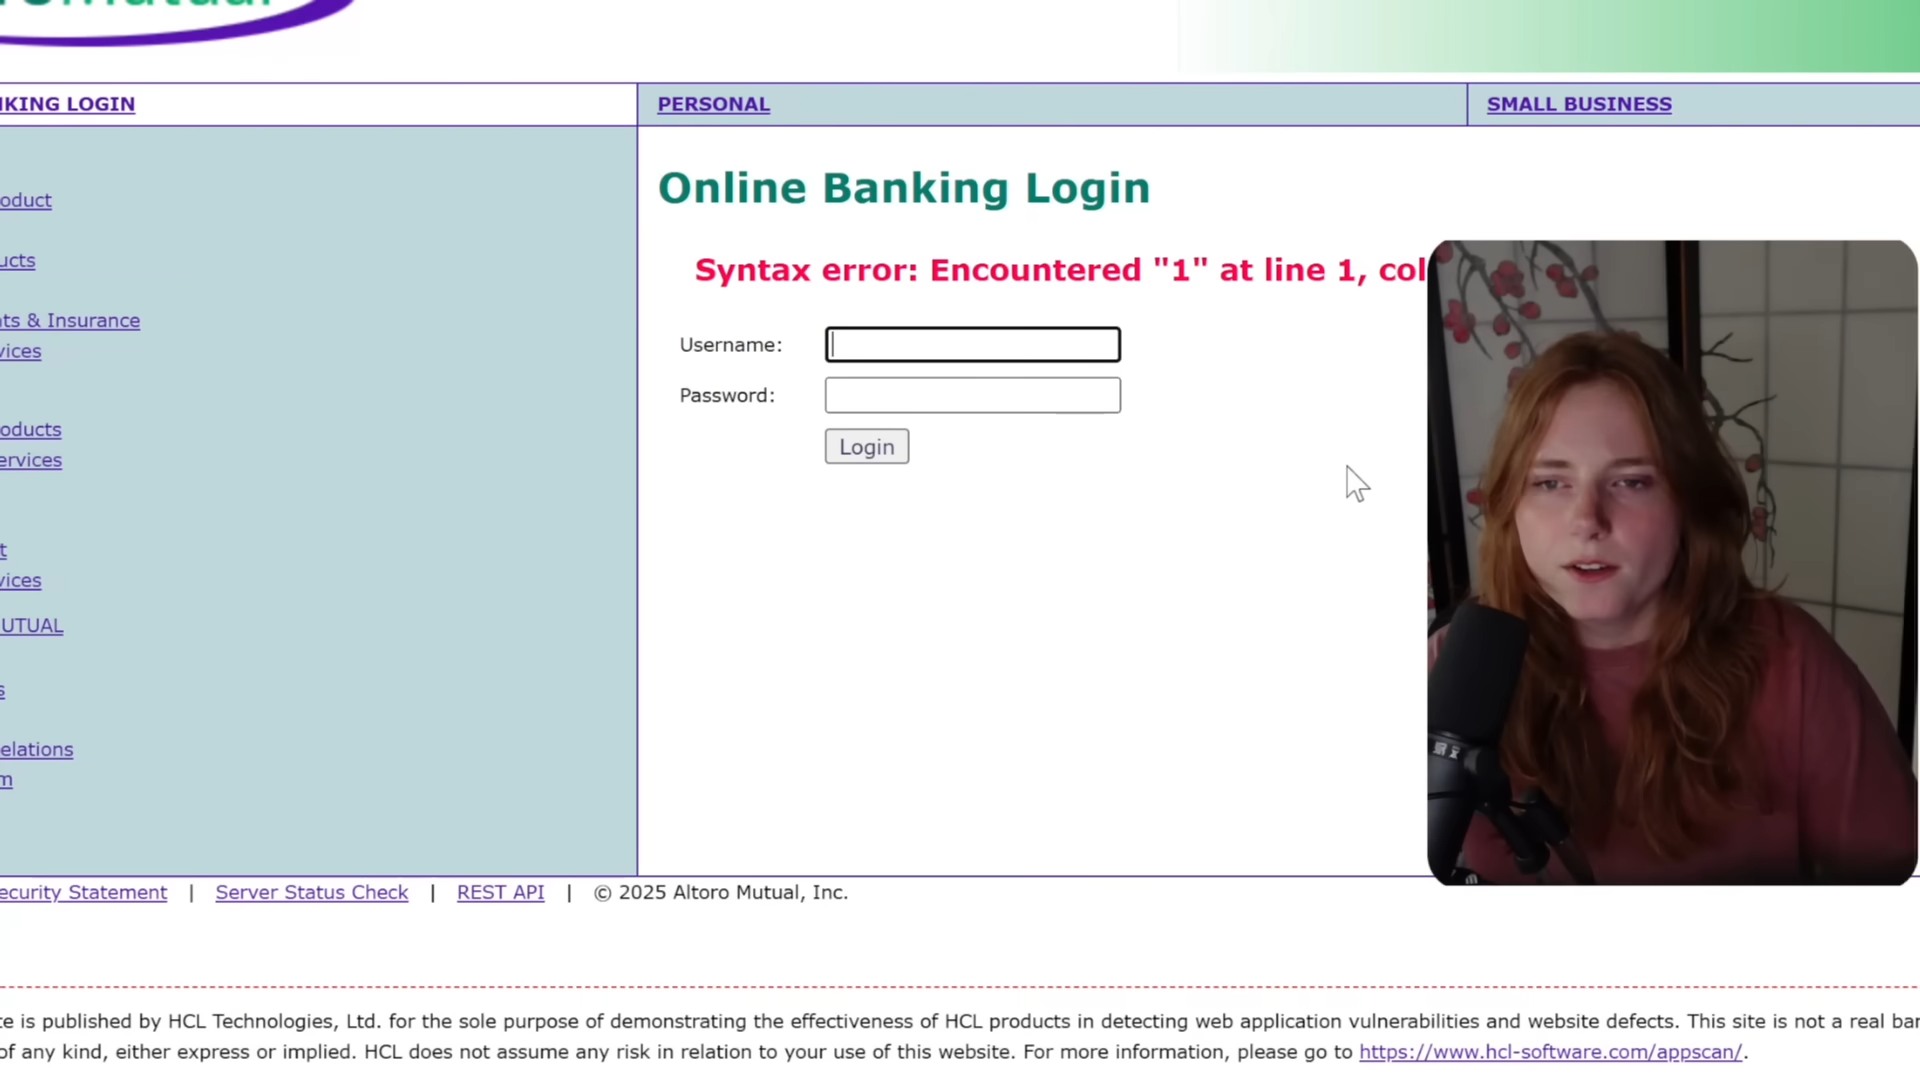 KING LOGIN
PERSONAL
SMALL BUSINESS
Online Banking Login
Syntax error: Encountered "1" at line 1, col
Username:
Password:
Login
oduct
ucts
ts & Insurance
vices
oducts
ervices
t
vices
UTUAL
s
elations
m
ecurity Statement | Server Status Check | REST API | © 2025 Altoro Mutual, Inc.
te is published by HCL Technologies, Ltd. for the sole purpose of demonstrating the effectiveness of HCL products in detecting web application vulnerabilities and website defects. This site is not a real ban
of any kind, either express or implied. HCL does not assume any risk in relation to your use of this website. For more information, please go to https://www.hcl-software.com/appscan/.